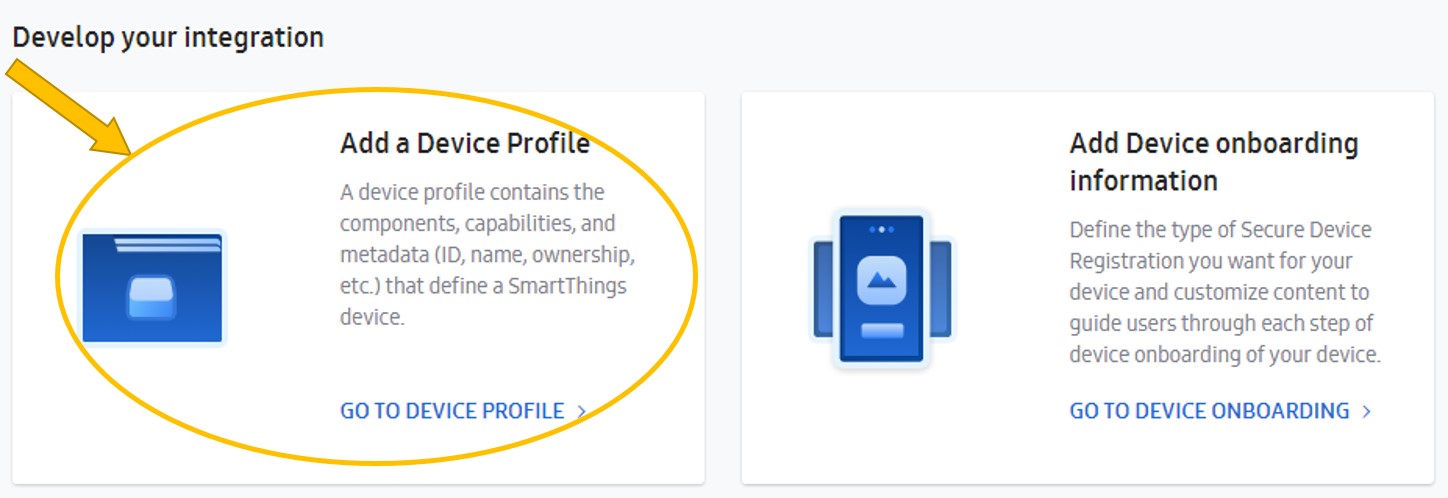 Develop your integration
Add a Device Profile
A device profile contains the
components, capabilities, and
metadata (ID, name, ownership,
etc.) that define a SmartThings
device.
GO TO DEVICE PROFILE >
Add Device onboarding
information
Define the type of Secure Device
Registration you want for your
device and customize content to
guide users through each step of
device onboarding of your device.
GO TO DEVICE ONBOARDING >